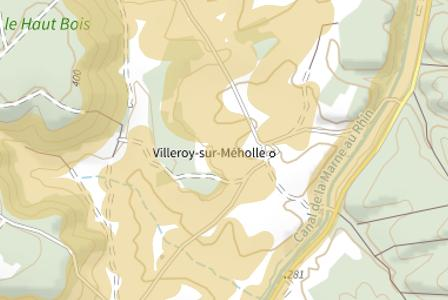 le Haut Bois
400
Villeroy-sur-Méholle
Canal de la Marne au Rhin
281